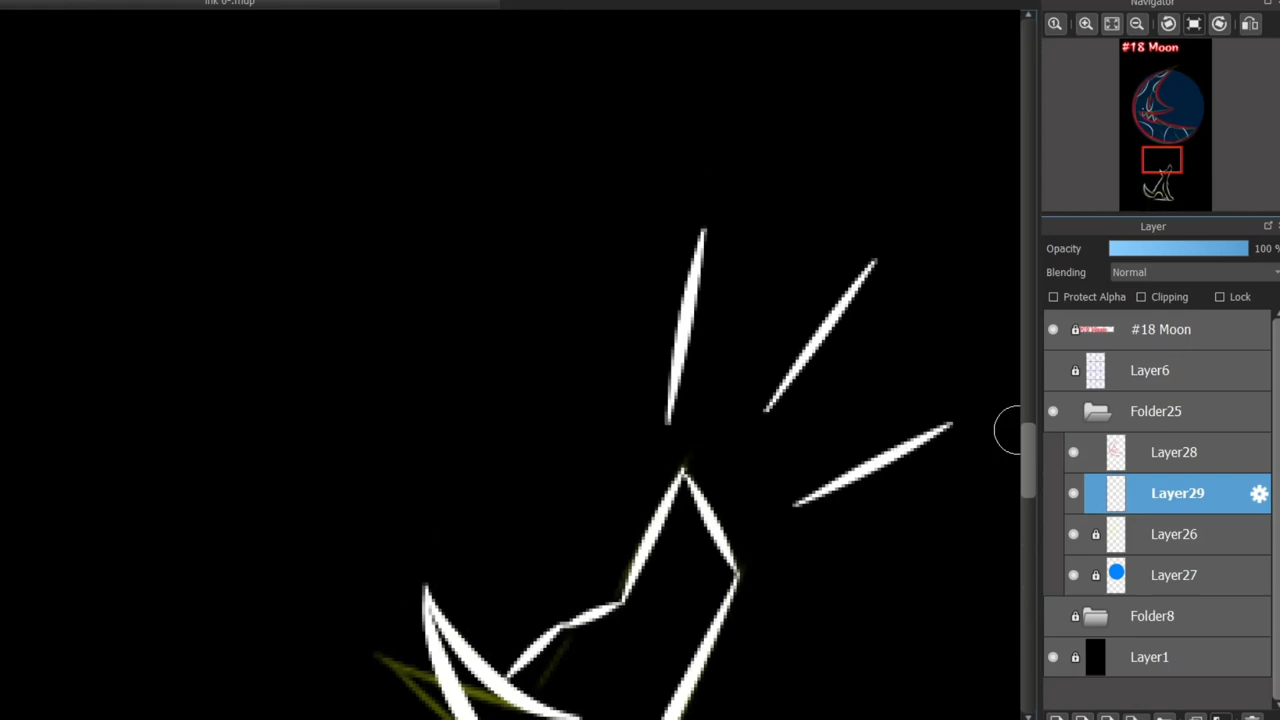 ink 6-.mdp
Navigator
#18 Moon
Layer
Opacity 100 %
Blending Normal
Protect Alpha Clipping Lock
#18 Moon
Layer6
Folder25
Layer28
Layer29
Layer26
Layer27
Folder8
Layer1